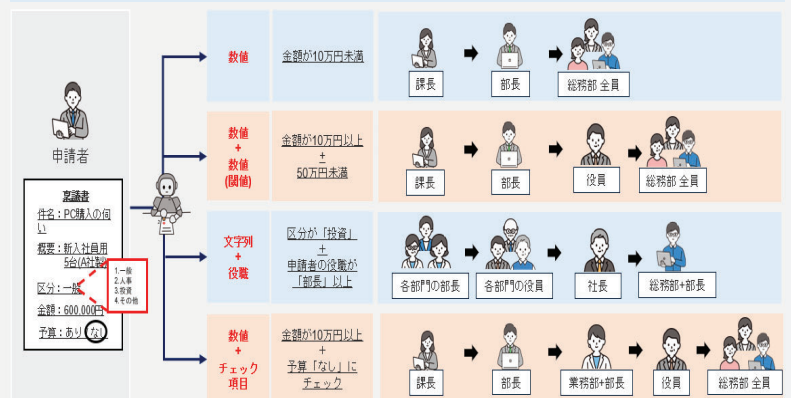 申請者
稟議書
件名：PC購入の伺
い
概要：新入社員用
5台(A社製)
区分：一般
金額：600.000円
予算：あり なし
1.一般
2.人事
3.投資
4.その他
数値
金額が10万円未満
課長
部長
総務部 全員
数値
+
数値
(閾値)
金額が10万円以上
+
50万円未満
課長
部長
役員
総務部 全員
文字列
+
役職
区分が「投資」
+
申請者の役職が
「部長」以上
各部門の部長
各部門の役員
社長
総務部+部長
数値
+
チェック
項目
金額が10万円以上
+
予算「なし」に
チェック
課長
部長
業務部+部長
役員
総務部 全員